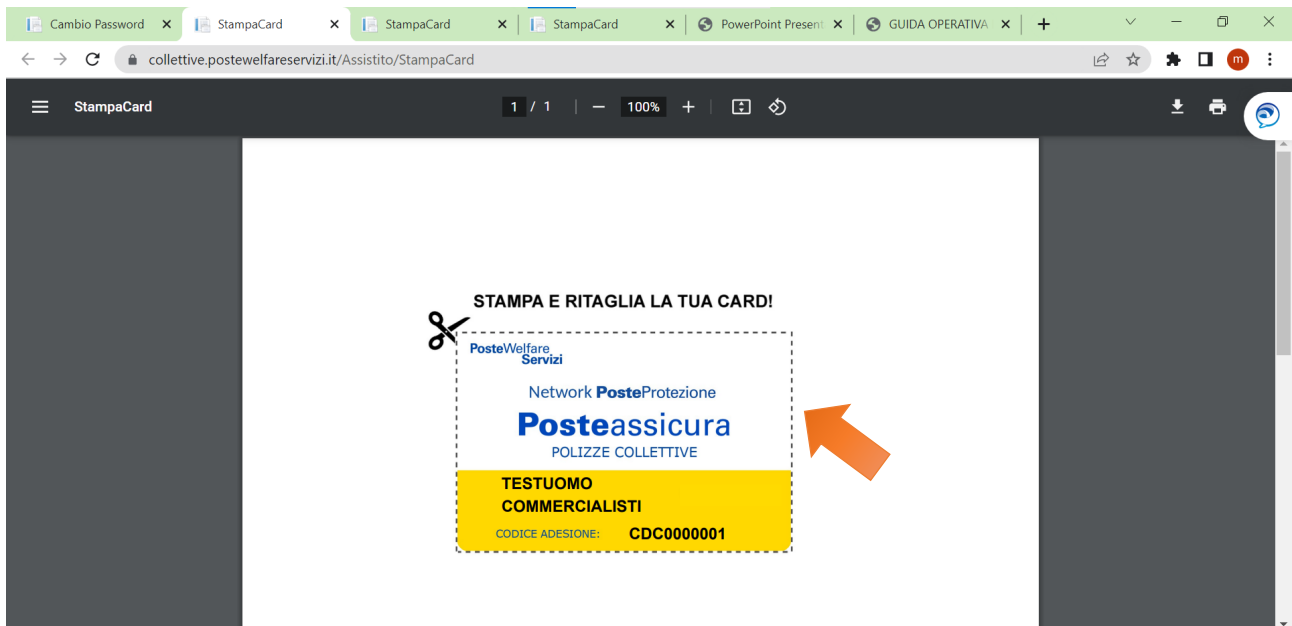 Cambio Password
StampaCard
StampaCard
StampaCard
PowerPoint Present
GUIDA OPERATIVA
collettive.postewelfareservizi.it/Assistito/StampaCard
m
StampaCard
1 / 1
100%
STAMPA E RITAGLIA LA TUA CARD!
PosteWelfare
Servizi
Network PosteProtezione
Posteassicura
POLIZZE COLLETTIVE
TESTUOMO
COMMERCIALISTI
CODICE ADESIONE: CDC0000001